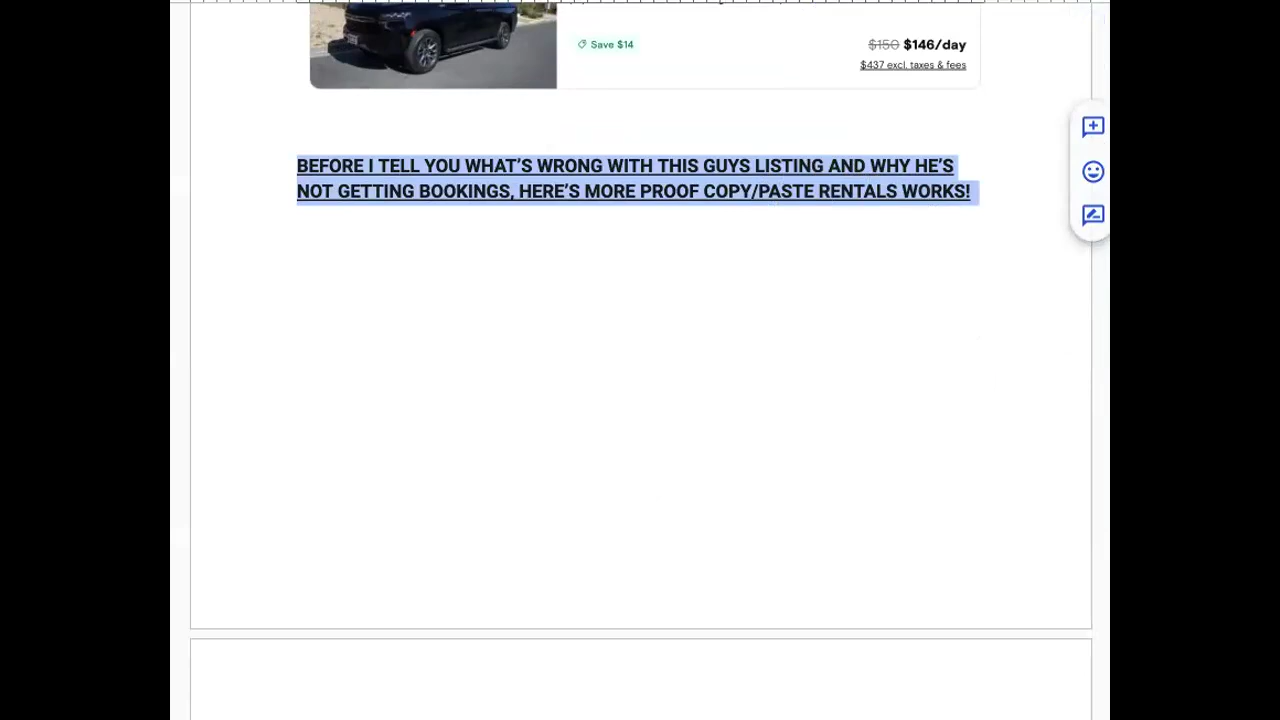 Save $14
$150 $146/day
$437 excl. taxes & fees
BEFORE I TELL YOU WHAT'S WRONG WITH THIS GUYS LISTING AND WHY HE'S
NOT GETTING BOOKINGS, HERE'S MORE PROOF COPY/PASTE RENTALS WORKS!